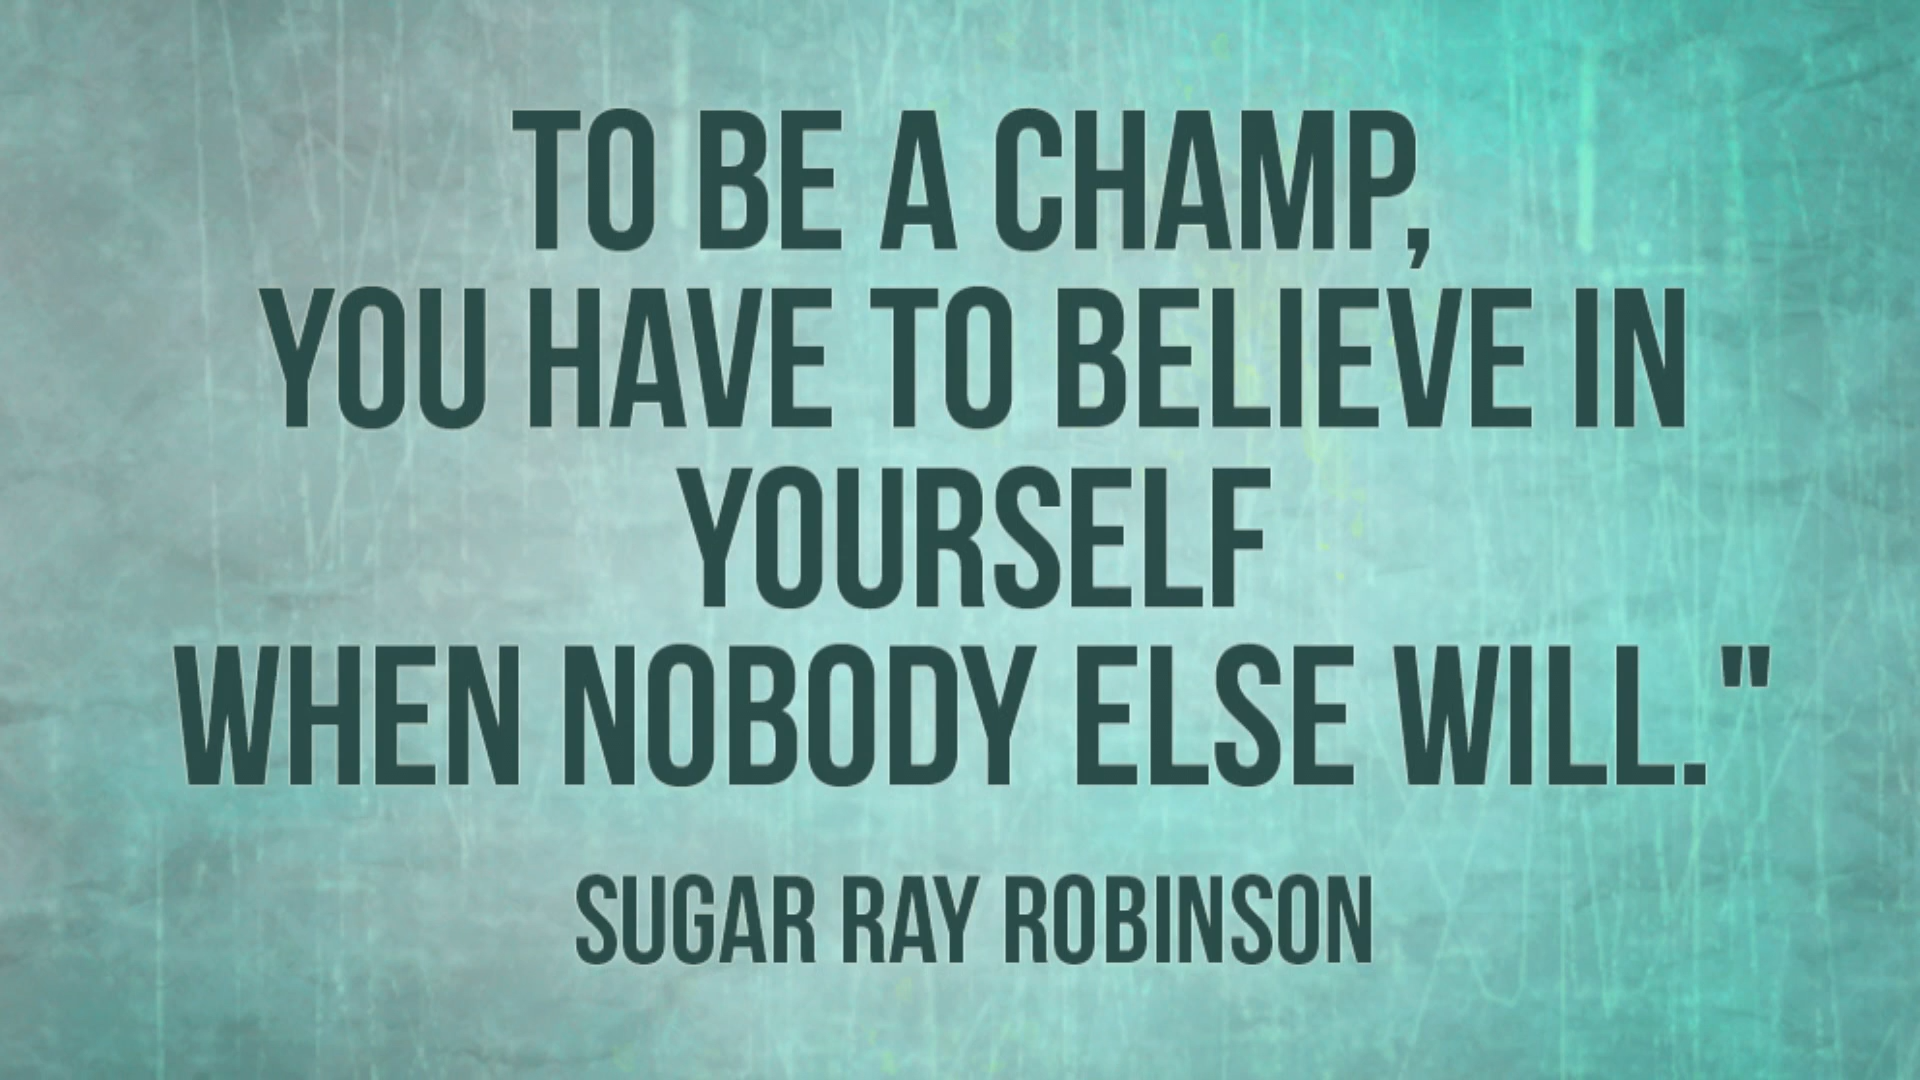 TO BE A CHAMP,
YOU HAVE TO BELIEVE IN
YOURSELF
WHEN NOBODY ELSE WILL."
SUGAR RAY ROBINSON